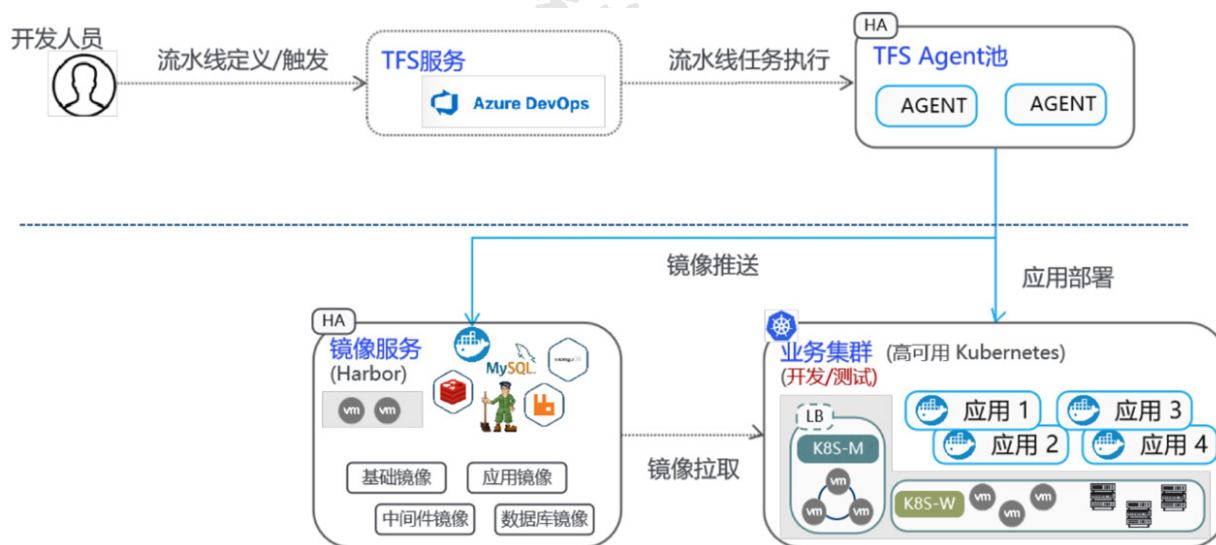 开发人员
流水线定义/触发
TFS服务
Azure DevOps
流水线任务执行
HA
TFS Agent池
AGENT
AGENT
镜像推送
应用部署
HA
镜像服务
(Harbor)
MySQL
vm
vm
基础镜像
应用镜像
中间件镜像
数据库镜像
镜像拉取
业务集群 (高可用 Kubernetes)
(开发/测试)
LB
K8S-M
vm
vm
vm
应用 1
应用 3
应用 2
应用 4
K8S-W
vm
vm
vm